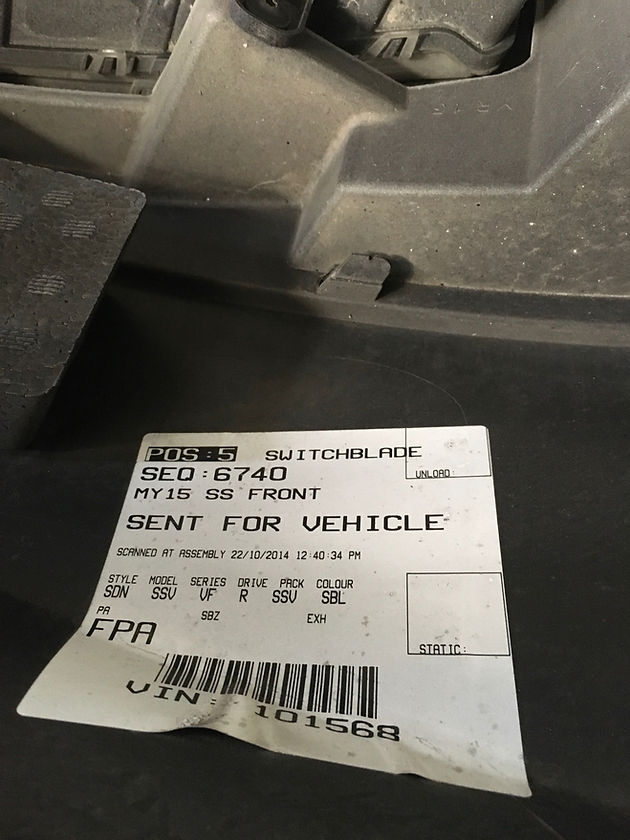 POS:5 SWITCHBLADE
SEQ:6740
UNLOAD:
MY15 SS FRONT
SENT FOR VEHICLE
SCANNED AT ASSEMBLY 22/10/2014 12:40:34 PM
STYLE MODEL SERIES DRIVE PACK COLOUR
SDN SSV VF R SSV SBL
PA SBZ EXH
FPA
STATIC:
VIN: 101568